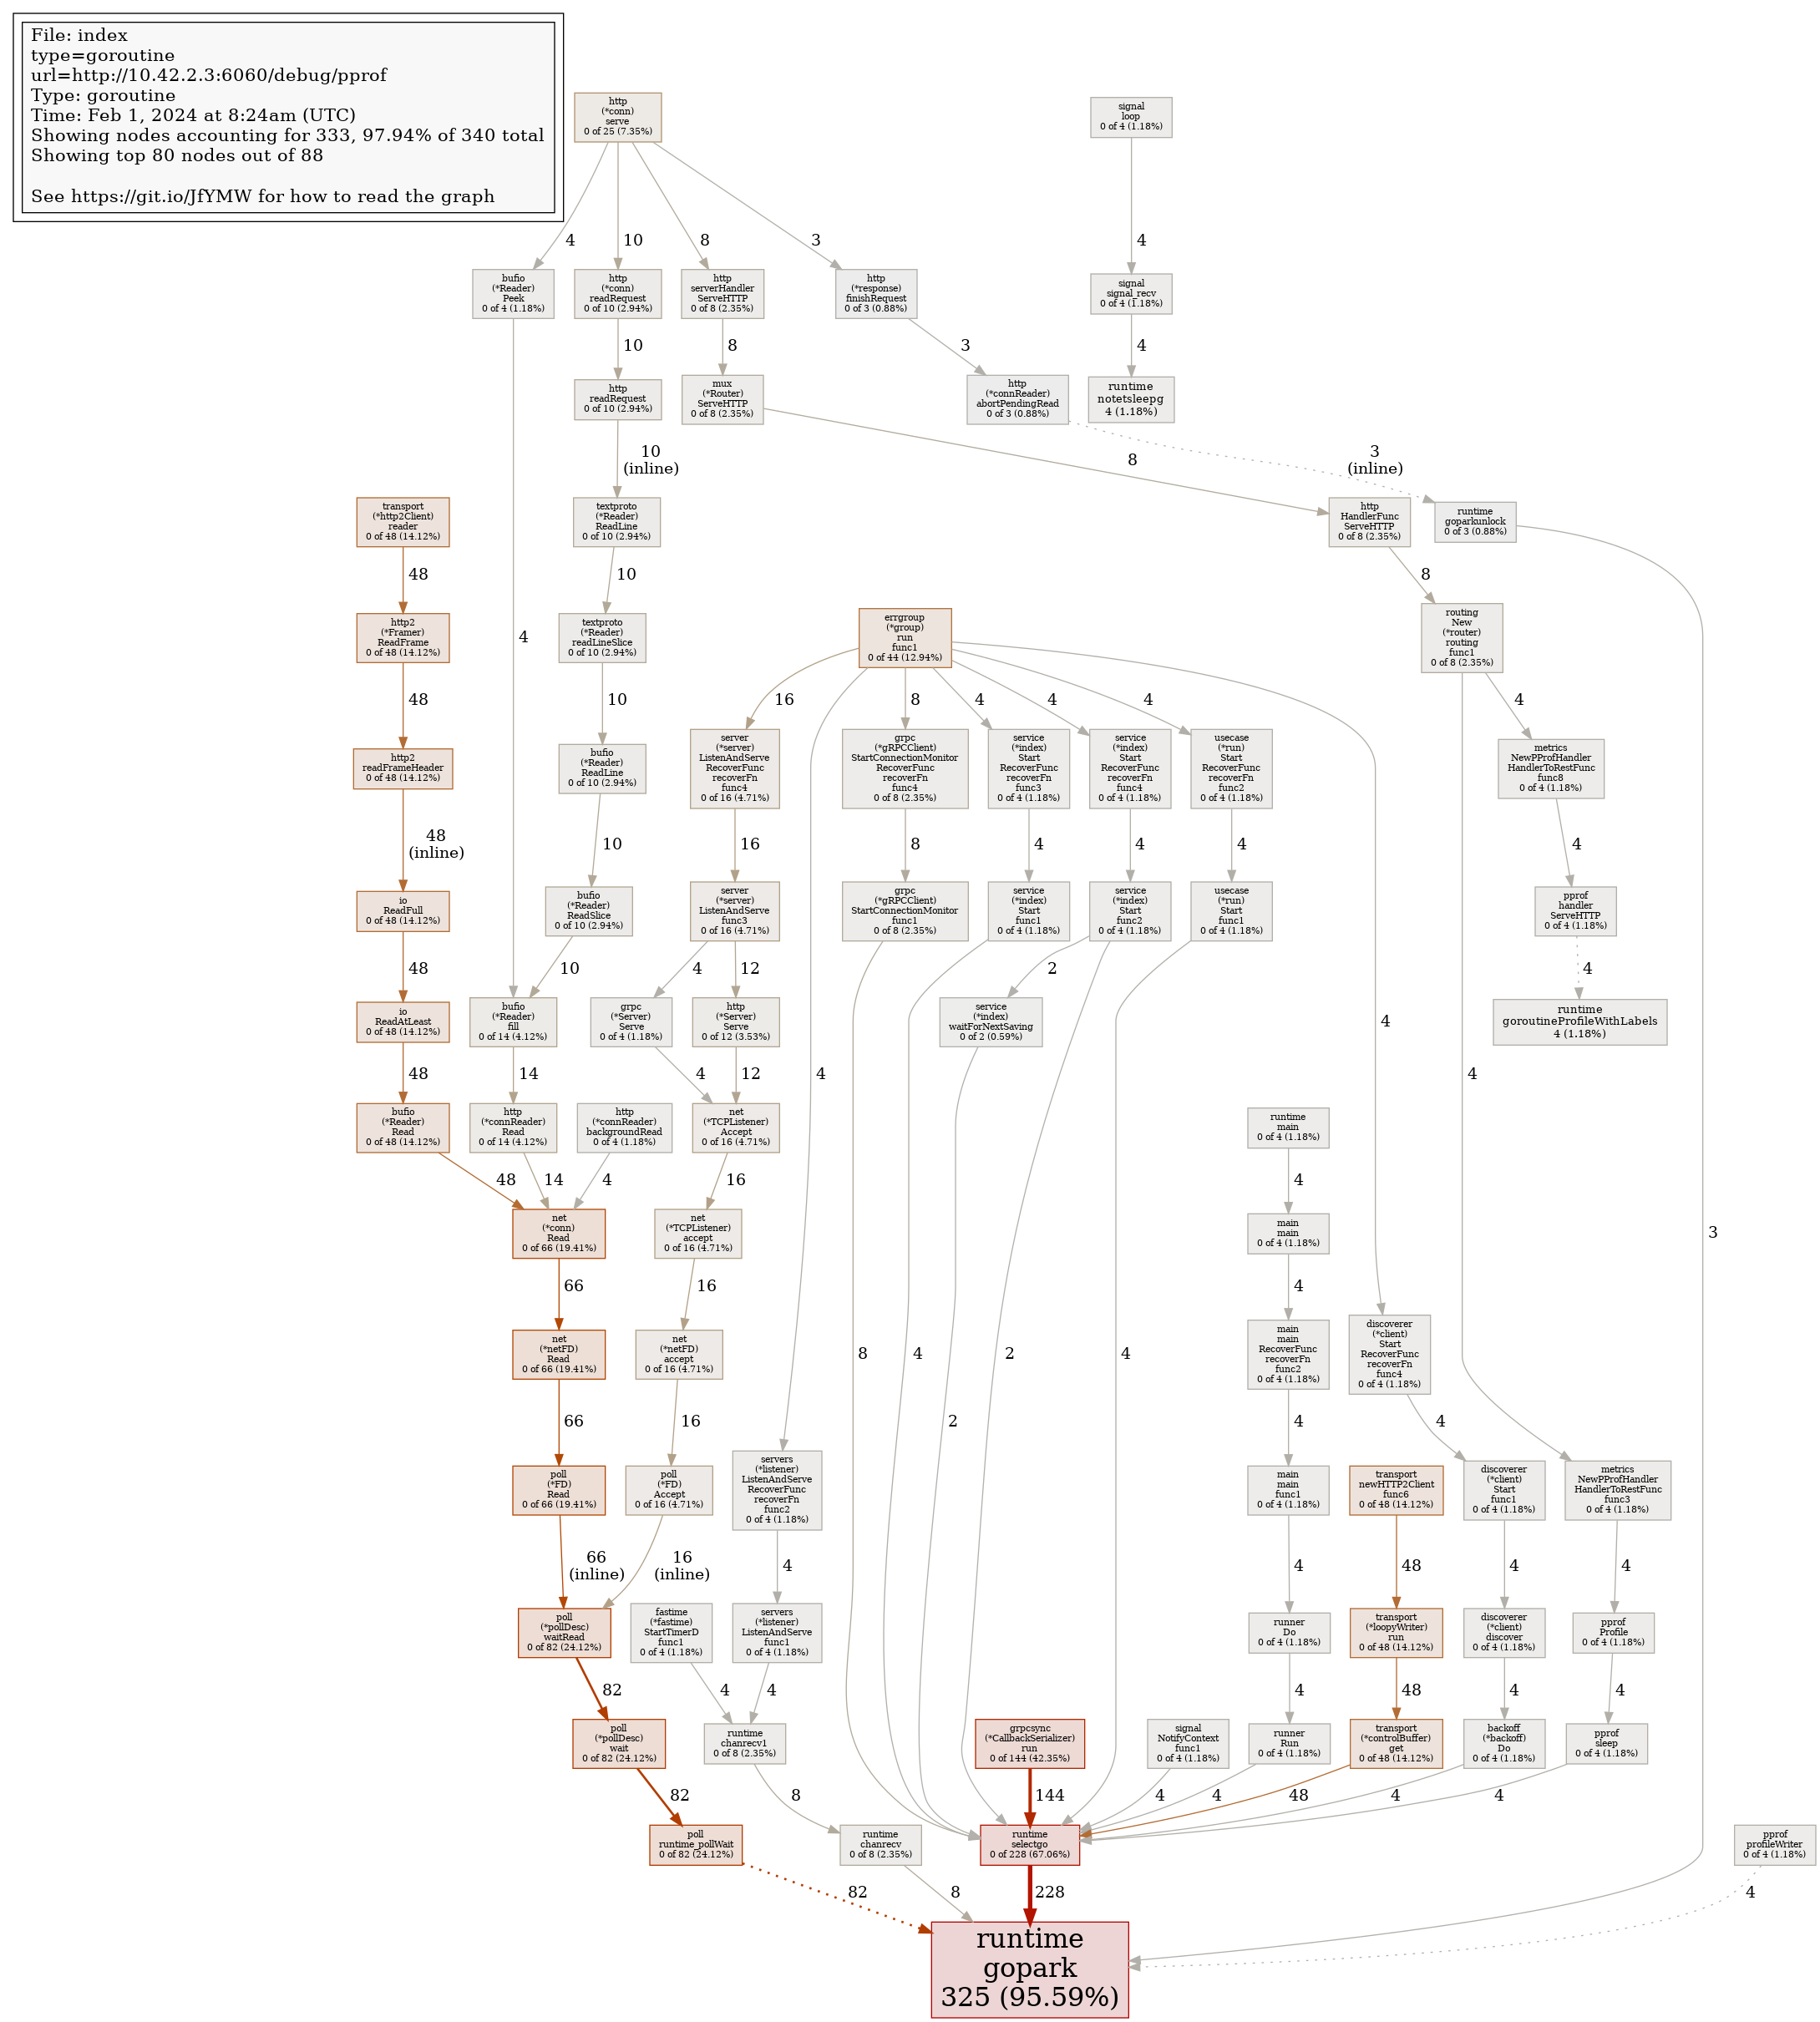 File: index
type=goroutine
url=http://10.42.2.3:6060/debug/pprof
Type: goroutine
Time: Feb 1, 2024 at 8:24am (UTC)
Showing nodes accounting for 333, 97.94% of 340 total
Showing top 80 nodes out of 88
See https://git.io/JfYMW for how to read the graph
http
(*conn)
serve
0 of 25 (7.35%)
signal
loop
0 of 4 (1.18%)
4
10
8
3
4
bufio
(*Reader)
Peek
0 of 4 (1.18%)
http
(*conn)
readRequest
0 of 10 (2.94%)
http
serverHandler
ServeHTTP
0 of 8 (2.35%)
http
(*response)
finishRequest
0 of 3 (0.88%)
signal
signal_recv
0 of 4 (1.18%)
10
8
3
4
http
readRequest
0 of 10 (2.94%)
mux
(*Router)
ServeHTTP
0 of 8 (2.35%)
http
(*connReader)
abortPendingRead
0 of 3 (0.88%)
runtime
notetsleepg
4 (1.18%)
10
(inline)
8
3
(inline)
transport
(*http2Client)
reader
0 of 48 (14.12%)
textproto
(*Reader)
ReadLine
0 of 10 (2.94%)
http
HandlerFunc
ServeHTTP
0 of 8 (2.35%)
runtime
goparkunlock
0 of 3 (0.88%)
48
10
8
http2
(*Framer)
ReadFrame
0 of 48 (14.12%)
4
textproto
(*Reader)
readLineSlice
0 of 10 (2.94%)
errgroup
(*group)
run
func1
0 of 44 (12.94%)
routing
New
(*router)
routing
func1
0 of 8 (2.35%)
48
10
16
8
4
4
4
4
http2
readFrameHeader
0 of 48 (14.12%)
bufio
(*Reader)
ReadLine
0 of 10 (2.94%)
server
(*server)
ListenAndServe
RecoverFunc
recoverFn
func4
0 of 16 (4.71%)
grpc
(*gRPCClient)
StartConnectionMonitor
RecoverFunc
recoverFn
func4
0 of 8 (2.35%)
service
(*index)
Start
RecoverFunc
recoverFn
func3
0 of 4 (1.18%)
service
(*index)
Start
RecoverFunc
recoverFn
func4
0 of 4 (1.18%)
usecase
(*run)
Start
RecoverFunc
recoverFn
func2
0 of 4 (1.18%)
metrics
NewPProfHandler
HandlerToRestFunc
func8
0 of 4 (1.18%)
48
(inline)
10
16
8
4
4
4
4
io
ReadFull
0 of 48 (14.12%)
bufio
(*Reader)
ReadSlice
0 of 10 (2.94%)
server
(*server)
ListenAndServe
func3
0 of 16 (4.71%)
grpc
(*gRPCClient)
StartConnectionMonitor
func1
0 of 8 (2.35%)
service
(*index)
Start
func1
0 of 4 (1.18%)
service
(*index)
Start
func2
0 of 4 (1.18%)
usecase
(*run)
Start
func1
0 of 4 (1.18%)
pprof
handler
ServeHTTP
0 of 4 (1.18%)
48
10
4
12
2
4
io
ReadAtLeast
0 of 48 (14.12%)
bufio
(*Reader)
fill
0 of 14 (4.12%)
grpc
(*Server)
Serve
0 of 4 (1.18%)
http
(*Server)
Serve
0 of 12 (3.53%)
service
(*index)
waitForNextSaving
0 of 2 (0.59%)
4
runtime
goroutineProfileWithLabels
4 (1.18%)
48
14
4
12
4
4
bufio
(*Reader)
Read
0 of 48 (14.12%)
http
(*connReader)
Read
0 of 14 (4.12%)
http
(*connReader)
backgroundRead
0 of 4 (1.18%)
net
(*TCPListener)
Accept
0 of 16 (4.71%)
runtime
main
0 of 4 (1.18%)
48
14
4
16
4
net
(*conn)
Read
0 of 66 (19.41%)
net
(*TCPListener)
accept
0 of 16 (4.71%)
main
main
0 of 4 (1.18%)
3
66
16
4
net
(*netFD)
Read
0 of 66 (19.41%)
net
(*netFD)
accept
0 of 16 (4.71%)
8
4
2
2
4
main
main
RecoverFunc
recoverFn
func2
0 of 4 (1.18%)
discoverer
(*client)
Start
RecoverFunc
recoverFn
func4
0 of 4 (1.18%)
66
16
4
4
poll
(*FD)
Read
0 of 66 (19.41%)
poll
(*FD)
Accept
0 of 16 (4.71%)
servers
(*listener)
ListenAndServe
RecoverFunc
recoverFn
func2
0 of 4 (1.18%)
main
main
func1
0 of 4 (1.18%)
transport
newHTTP2Client
func6
0 of 48 (14.12%)
discoverer
(*client)
Start
func1
0 of 4 (1.18%)
metrics
NewPProfHandler
HandlerToRestFunc
func3
0 of 4 (1.18%)
66
(inline)
16
(inline)
4
4
48
4
4
poll
(*pollDesc)
waitRead
0 of 82 (24.12%)
fastime
(*fastime)
StartTimerD
func1
0 of 4 (1.18%)
servers
(*listener)
ListenAndServe
func1
0 of 4 (1.18%)
runner
Do
0 of 4 (1.18%)
transport
(*loopyWriter)
run
0 of 48 (14.12%)
discoverer
(*client)
discover
0 of 4 (1.18%)
pprof
Profile
0 of 4 (1.18%)
82
4
4
4
48
4
4
poll
(*pollDesc)
wait
0 of 82 (24.12%)
runtime
chanrecv1
0 of 8 (2.35%)
grpcsync
(*CallbackSerializer)
run
0 of 144 (42.35%)
signal
NotifyContext
func1
0 of 4 (1.18%)
runner
Run
0 of 4 (1.18%)
transport
(*controlBuffer)
get
0 of 48 (14.12%)
backoff
(*backoff)
Do
0 of 4 (1.18%)
pprof
sleep
0 of 4 (1.18%)
82
8
144
4
4
48
4
4
poll
runtime_pollWait
0 of 82 (24.12%)
runtime
chanrecv
0 of 8 (2.35%)
runtime
selectgo
0 of 228 (67.06%)
pprof
profileWriter
0 of 4 (1.18%)
82
8
228
4
runtime
gopark
325 (95.59%)